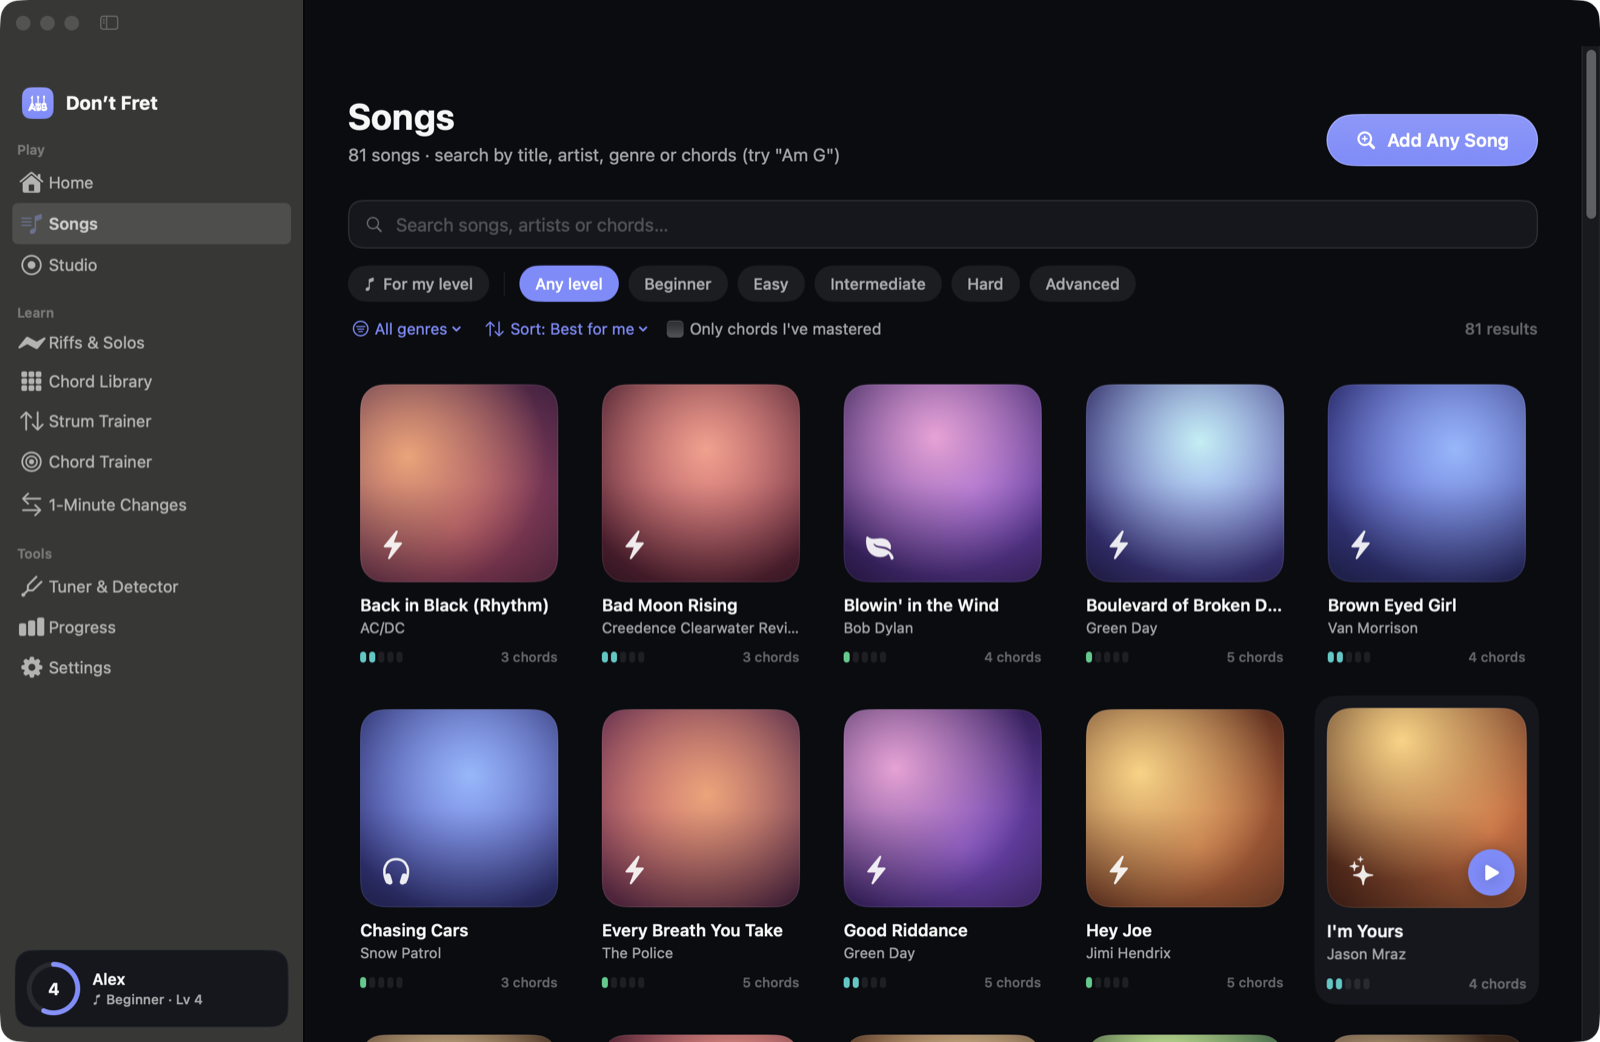 Don't Fret
Play
Home
Songs
Studio
Learn
Riffs & Solos
Chord Library
Strum Trainer
Chord Trainer
1-Minute Changes
Tools
Tuner & Detector
Progress
Settings
4
Alex
Beginner · Lv 4
Songs
81 songs · search by title, artist, genre or chords (try "Am G")
Add Any Song
Search songs, artists or chords...
For my level
Any level
Beginner
Easy
Intermediate
Hard
Advanced
All genres
Sort: Best for me
Only chords I've mastered
81 results
Back in Black (Rhythm)
AC/DC
3 chords
Bad Moon Rising
Creedence Clearwater Revi...
3 chords
Blowin' in the Wind
Bob Dylan
4 chords
Boulevard of Broken D...
Green Day
5 chords
Brown Eyed Girl
Van Morrison
4 chords
Chasing Cars
Snow Patrol
3 chords
Every Breath You Take
The Police
5 chords
Good Riddance
Green Day
5 chords
Hey Joe
Jimi Hendrix
5 chords
I'm Yours
Jason Mraz
4 chords